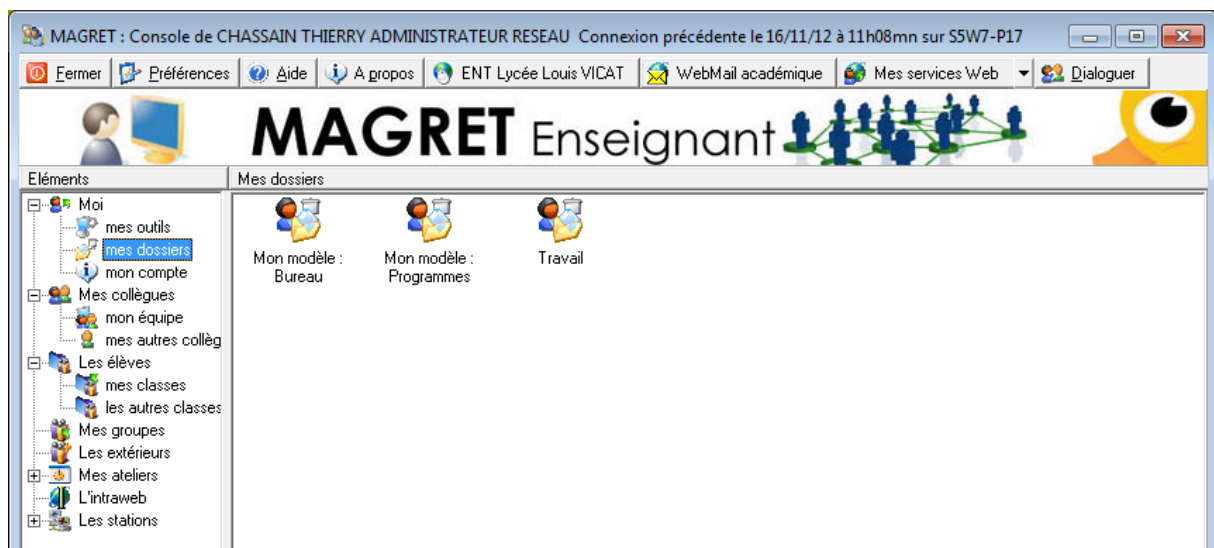 MAGRET : Console de CHASSAIN THIERRY ADMINISTRATEUR RESEAU Connexion précédente le 16/11/12 à 11h08mn sur S5W7-P17
Fermer Préférences Aide A propos ENT Lycée Louis VICAT WebMail académique Mes services Web Dialoguer
MAGRET Enseignant
Eléments Mes dossiers
Moi
mes outils
mes dossiers
mon compte
Mes collègues
mon équipe
mes autres collèg
Les élèves
mes classes
les autres classes
Mes groupes
Les extérieurs
Mes ateliers
L'intraweb
Les stations
Mon modèle :
Bureau
Mon modèle :
Programmes
Travail